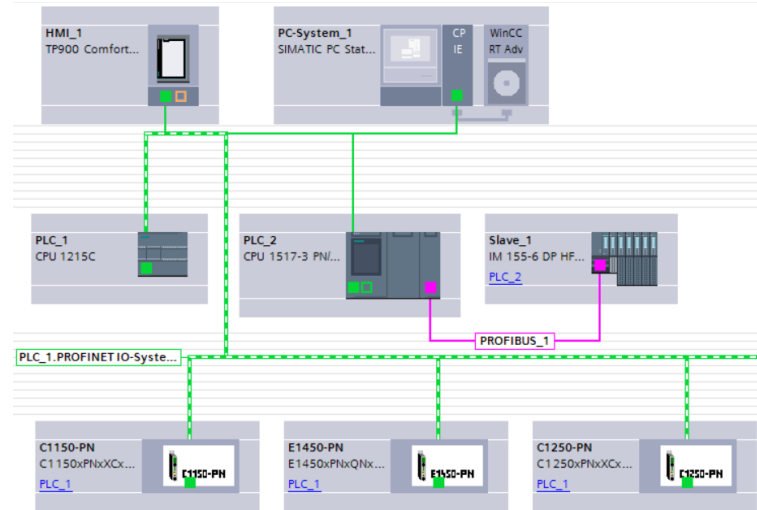 HMI_1
TP900 Comfort...
PC-System_1
SIMATIC PC Stat...
CP
IE
WinCC
RT Adv
PLC_1
CPU 1215C
PLC_2
CPU 1517-3 PN/...
Slave_1
IM 155-6 DP HF...
PLC_2
PROFIBUS_1
PLC_1.PROFINET IO-Syste...
C1150-PN
C1150xPNxXCx...
PLC_1
C1150-PN
E1450-PN
E1450xPNxQNx...
PLC_1
E1450-PN
C1250-PN
C1250xPNxXCx...
PLC_1
C1250-PN